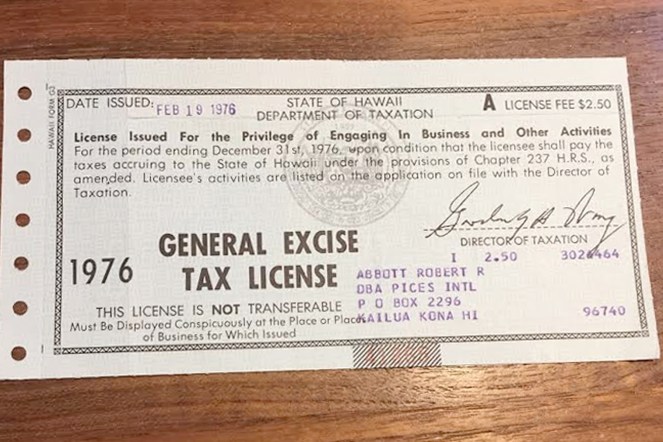 HAWAII FORM G3
DATE ISSUED: FEB 19 1976
STATE OF HAWAII
DEPARTMENT OF TAXATION
A LICENSE FEE $2.50
License Issued For the Privilege of Engaging In Business and Other Activities
For the period ending December 31st, 1976, upon condition that the licensee shall pay the
taxes accruing to the State of Hawaii under the provisions of Chapter 237 H.R.S., as
amended. Licensee's activities are listed on the application on file with the Director of
Taxation.
DIRECTOR OF TAXATION
1976
GENERAL EXCISE
TAX LICENSE
THIS LICENSE IS NOT TRANSFERABLE
Must Be Displayed Conspicuously at the Place or Places
of Business for Which Issued
I 2.50 3026464
ABBOTT ROBERT R
DBA PICES INTL
P O BOX 2296
KAILUA KONA HI 96740